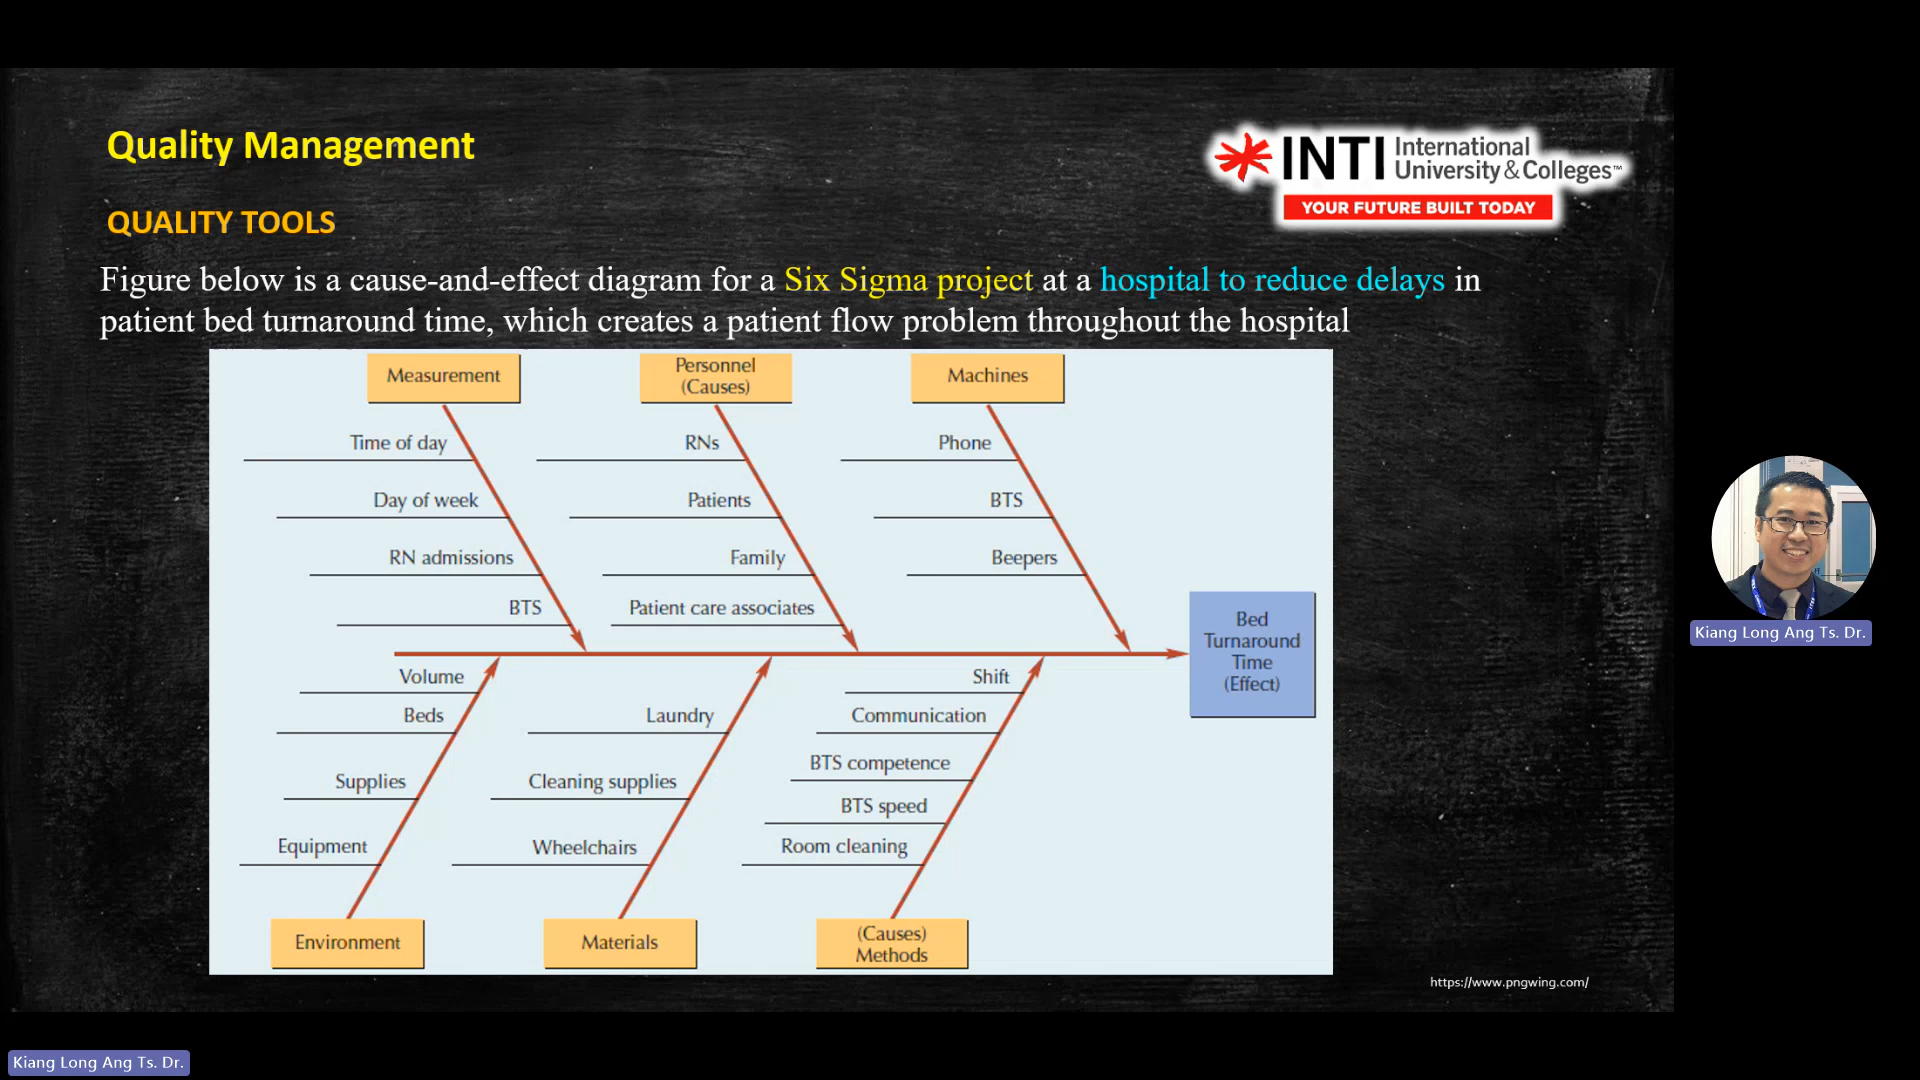 Quality Management
INTI International
University & Colleges™
YOUR FUTURE BUILT TODAY
QUALITY TOOLS
Figure below is a cause-and-effect diagram for a Six Sigma project at a hospital to reduce delays in
patient bed turnaround time, which creates a patient flow problem throughout the hospital
Measurement
Time of day
Day of week
RN admissions
BTS
Personnel
(Causes)
RNs
Patients
Family
Patient care associates
Machines
Phone
BTS
Beepers
Bed
Turnaround
Time
(Effect)
Volume
Beds
Supplies
Equipment
Environment
Laundry
Cleaning supplies
Wheelchairs
Materials
Shift
Communication
BTS competence
BTS speed
Room cleaning
(Causes)
Methods
https://www.pngwing.com/
Kiang Long Ang Ts. Dr.
Kiang Long Ang Ts. Dr.